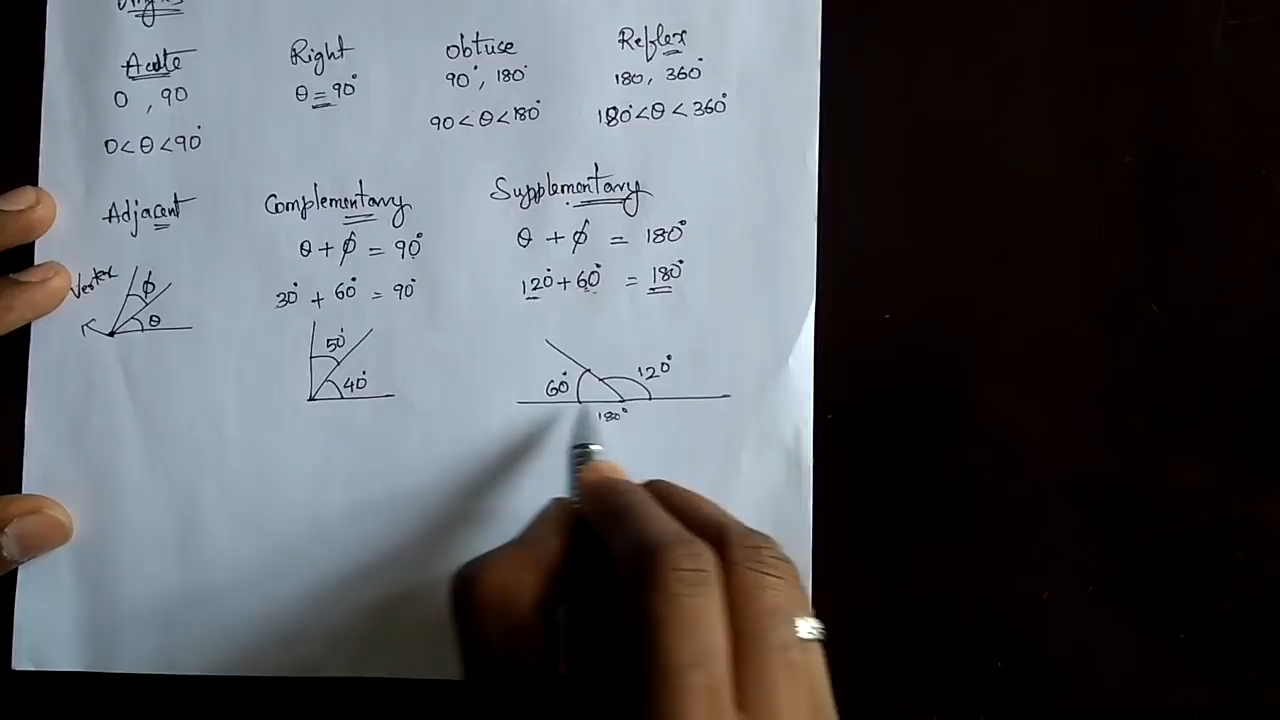 Angles
Acute
0 , 90
0<θ<90°
Right
θ=90°
Obtuse
90°, 180°
90<θ<180°
Reflex
180, 360°
180°<θ<360°
Adjacent
Vertex
ϕ
θ
Complementary
θ+ϕ = 90°
30° + 60° = 90°
50°
40°
Supplementary
θ +ϕ = 180°
120°+60° = 180°
60°
120°
180°